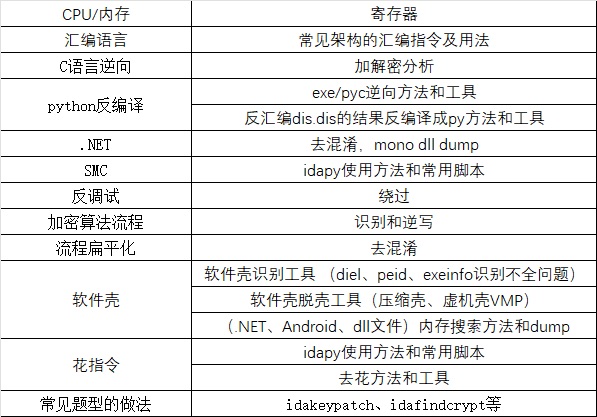 CPU/内存 寄存器
汇编语言 常见架构的汇编指令及用法
C语言逆向 加解密分析
python反编译 exe/pyc逆向方法和工具
反汇编dis.dis的结果反编译成py方法和工具
.NET 去混淆，mono dll dump
SMC idapy使用方法和常用脚本
反调试 绕过
加密算法流程 识别和逆写
流程扁平化 去混淆
软件壳 软件壳识别工具 （diel、peid、exeinfo识别不全问题）
软件壳脱壳工具（压缩壳、虚机壳VMP）
（.NET、Android、dll文件）内存搜索方法和dump
花指令 idapy使用方法和常用脚本
去花方法和工具
常见题型的做法 idakeypatch、idafindcrypt等